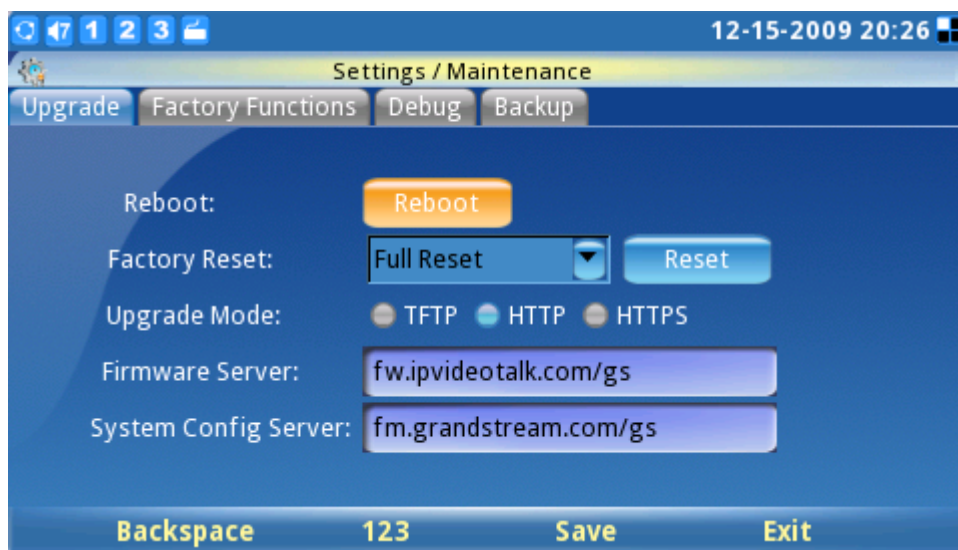 7 1 2 3 12-15-2009 20:26
Settings / Maintenance
Upgrade Factory Functions Debug Backup
Reboot: Reboot
Factory Reset: Full Reset Reset
Upgrade Mode: TFTP HTTP HTTPS
Firmware Server: fw.ipvideotalk.com/gs
System Config Server: fm.grandstream.com/gs
Backspace 123 Save Exit